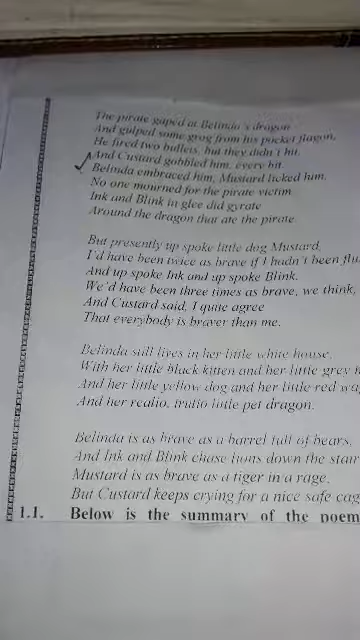 The pirate gaped at Belinda's dragon
And gulped some grog from his pocket flagon,
He fired two bullets, but they didn't hit,
And Custard gobbled him, every bit.
Belinda embraced him, Mustard licked him.
No one mourned for the pirate victim
Ink and Blink in glee did gyrate
Around the dragon that ate the pirate
But presently up spoke little dog Mustard,
I'd have been twice as brave if I hadn't been flu
And up spoke Ink and up spoke Blink.
We'd have been three times as brave, we think,
And Custard said, I quite agree
That everybody is braver than me.
Belinda still lives in her little white house,
With her little black kitten and her little grey
And her little yellow dog and her little red wa
And her realio, trulio little pet dragon.
Belinda is as brave as a barrel full of bears,
And Ink and Blink chase lions down the stair
Mustard is as brave as a tiger in a rage,
But Custard keeps crying for a nice safe cag
1.1. Below is the summary of the poem